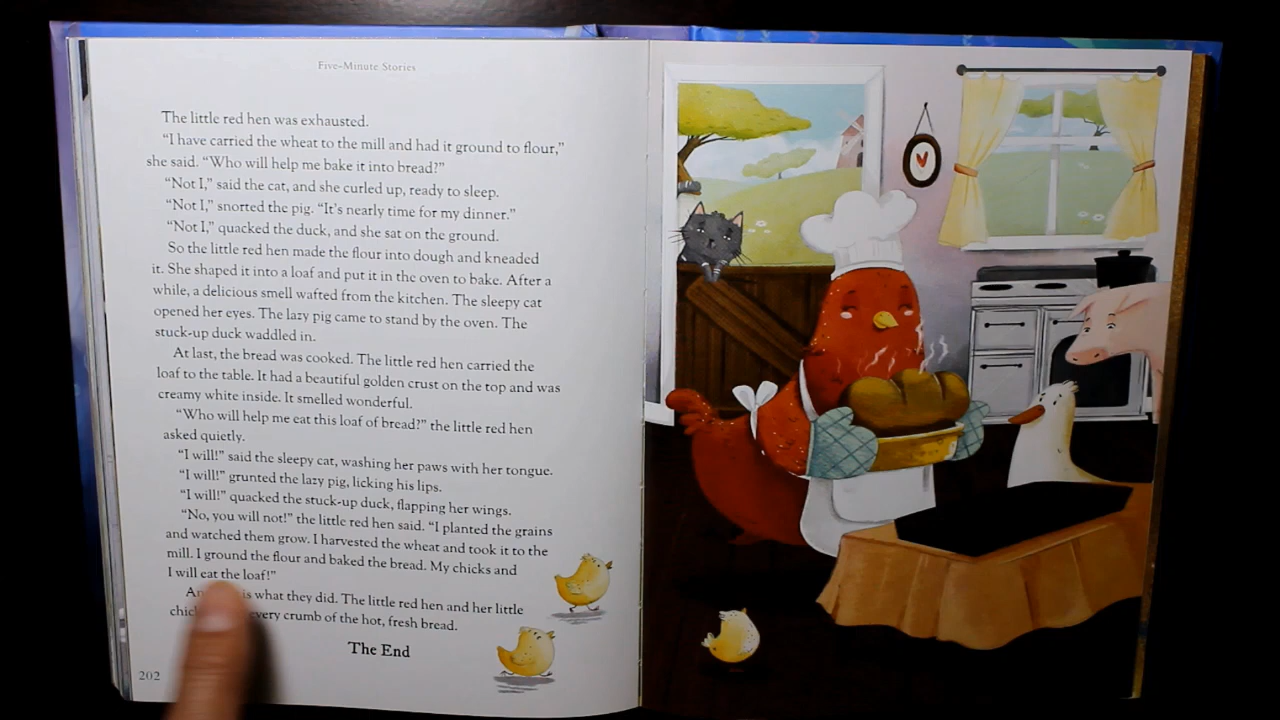 Five-Minute Stories
The little red hen was exhausted.
“I have carried the wheat to the mill and had it ground to flour,”
she said. “Who will help me bake it into bread?”
“Not I,” said the cat, and she curled up, ready to sleep.
“Not I,” snorted the pig. “It’s nearly time for my dinner.”
“Not I,” quacked the duck, and she sat on the ground.
So the little red hen made the flour into dough and kneaded
it. She shaped it into a loaf and put it in the oven to bake. After a
while, a delicious smell wafted from the kitchen. The sleepy cat
opened her eyes. The lazy pig came to stand by the oven. The
stuck-up duck waddled in.
At last, the bread was cooked. The little red hen carried the
loaf to the table. It had a beautiful golden crust on the top and was
creamy white inside. It smelled wonderful.
“Who will help me eat this loaf of bread?” the little red hen
asked quietly.
“I will!” said the sleepy cat, washing her paws with her tongue.
“I will!” grunted the lazy pig, licking his lips.
“I will!” quacked the stuck-up duck, flapping her wings.
“No, you will not!” the little red hen said. “I planted the grains
and watched them grow. I harvested the wheat and took it to the
mill. I ground the flour and baked the bread. My chicks and
I will eat the loaf!”
is what they did. The little red hen and her little
crumb of the hot, fresh bread.
The End
202